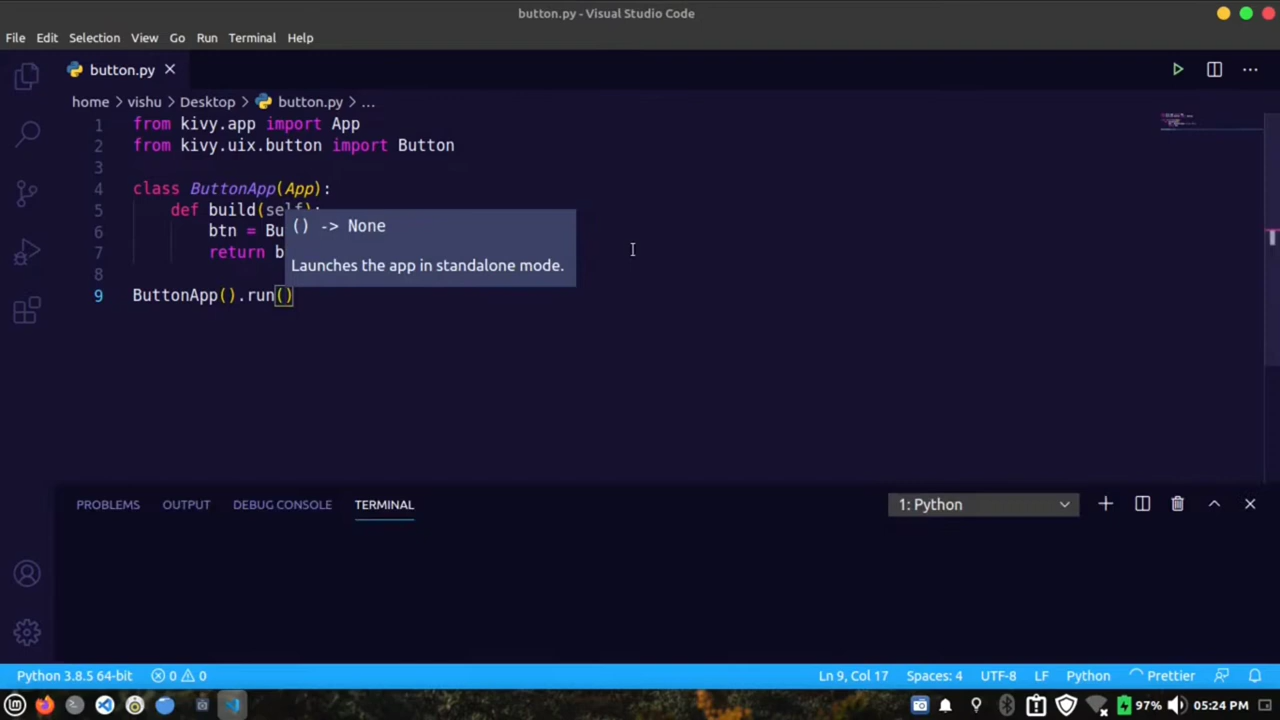 button.py - Visual Studio Code
File Edit Selection View Go Run Terminal Help
button.py
home > vishu > Desktop > button.py > ...
1 from kivy.app import App
2 from kivy.uix.button import Button
3
4 class ButtonApp(App):
5 def build(self):
6 btn = Bu
7 return b
8
9 ButtonApp().run()
() -> None
Launches the app in standalone mode.
PROBLEMS OUTPUT DEBUG CONSOLE TERMINAL
1: Python
Python 3.8.5 64-bit 0 0 Ln 9, Col 17 Spaces: 4 UTF-8 LF Python Prettier
97% 05:24 PM